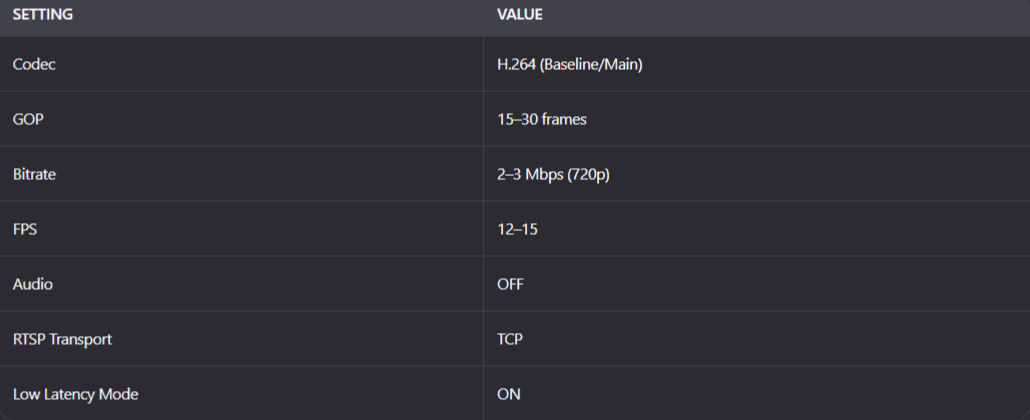 SETTING VALUE
Codec H.264 (Baseline/Main)
GOP 15–30 frames
Bitrate 2–3 Mbps (720p)
FPS 12–15
Audio OFF
RTSP Transport TCP
Low Latency Mode ON